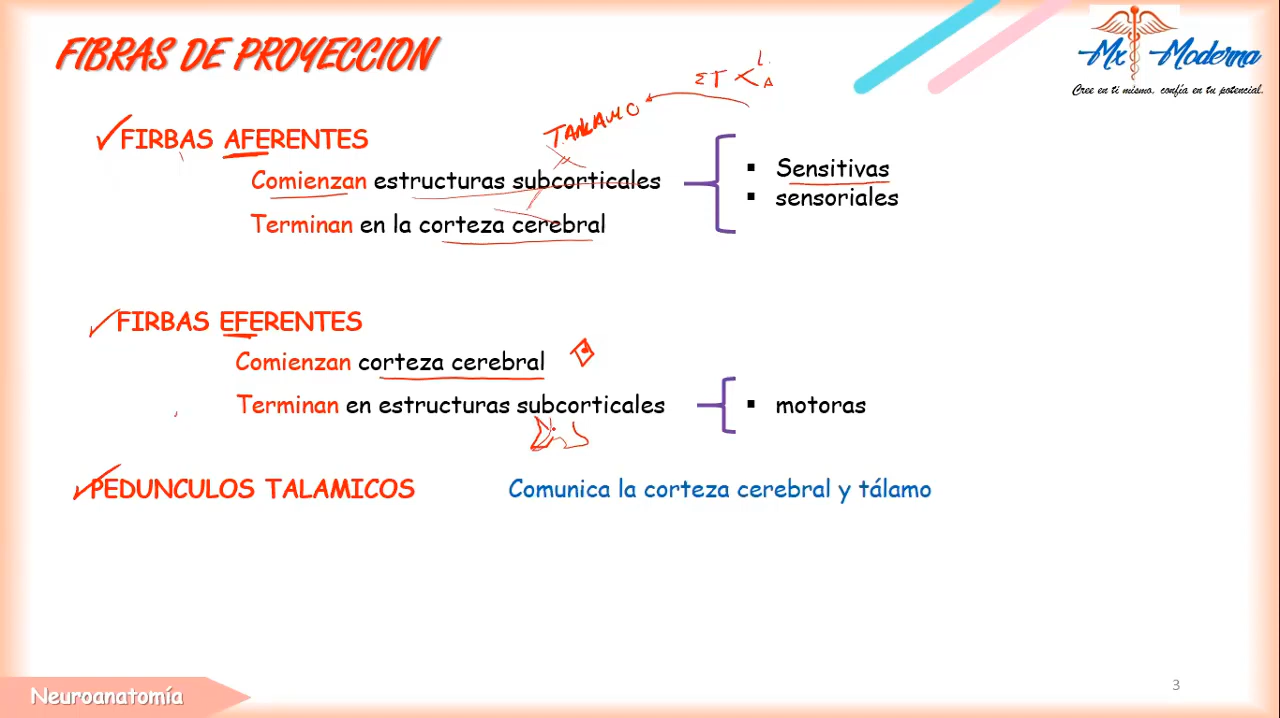 FIBRAS DE PROYECCION
Mx Moderna
Cree en ti mismo, confía en tu potencial.
ET L.
A
TANLAMO
FIRBAS AFERENTES
Comienzan estructuras subcorticales
Terminan en la corteza cerebral
▪ Sensitivas
▪ sensoriales
FIRBAS EFERENTES
Comienzan corteza cerebral
Terminan en estructuras subcorticales
▪ motoras
PEDUNCULOS TALAMICOS
Comunica la corteza cerebral y tálamo
Neuroanatomía
3